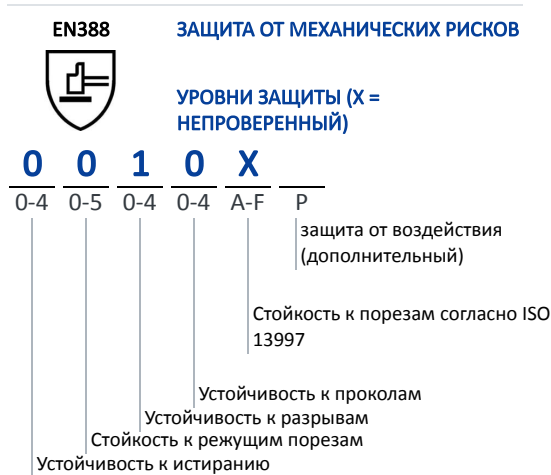 EN388
ЗАЩИТА ОТ МЕХАНИЧЕСКИХ РИСКОВ
УРОВНИ ЗАЩИТЫ (X =
НЕПРОВЕРЕННЫЙ)
0 0 1 0 X
0-4 0-5 0-4 0-4 A-F P
защита от воздействия
(дополнительный)
Стойкость к порезам согласно ISO
13997
Устойчивость к проколам
Устойчивость к разрывам
Стойкость к режущим порезам
Устойчивость к истиранию